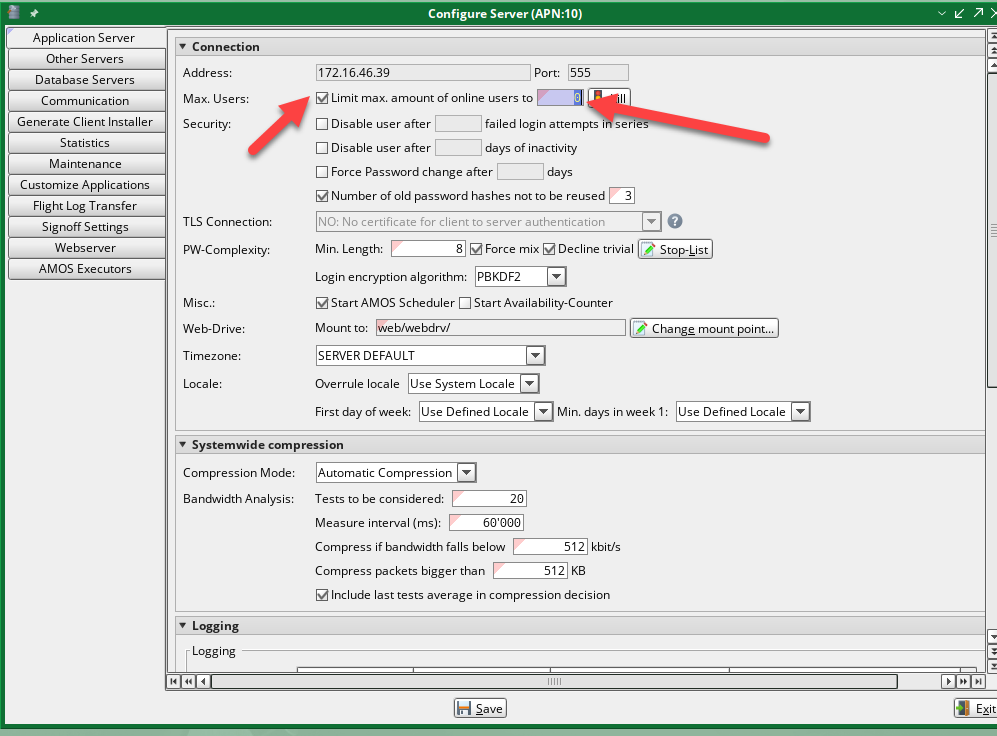 Configure Server (APN:10)
Application Server
Other Servers
Database Servers
Communication
Generate Client Installer
Statistics
Maintenance
Customize Applications
Flight Log Transfer
Signoff Settings
Webserver
AMOS Executors
Connection
Address: 172.16.46.39 Port: 555
Max. Users: Limit max. amount of online users to 0
Security: Disable user after failed login attempts in series
Disable user after days of inactivity
Force Password change after days
Number of old password hashes not to be reused 3
TLS Connection: NO: No certificate for client to server authentication ?
PW-Complexity: Min. Length: 8 Force mix Decline trivial Stop-List
Login encryption algorithm: PBKDF2
Misc.: Start AMOS Scheduler Start Availability-Counter
Web-Drive: Mount to: web/webdrv/ Change mount point...
Timezone: SERVER DEFAULT
Locale: Overrule locale Use System Locale
First day of week: Use Defined Locale Min. days in week 1: Use Defined Locale
Systemwide compression
Compression Mode: Automatic Compression
Bandwidth Analysis: Tests to be considered: 20
Measure interval (ms): 60'000
Compress if bandwidth falls below 512 kbit/s
Compress packets bigger than 512 KB
Include last tests average in compression decision
Logging
Logging
Save
Exit